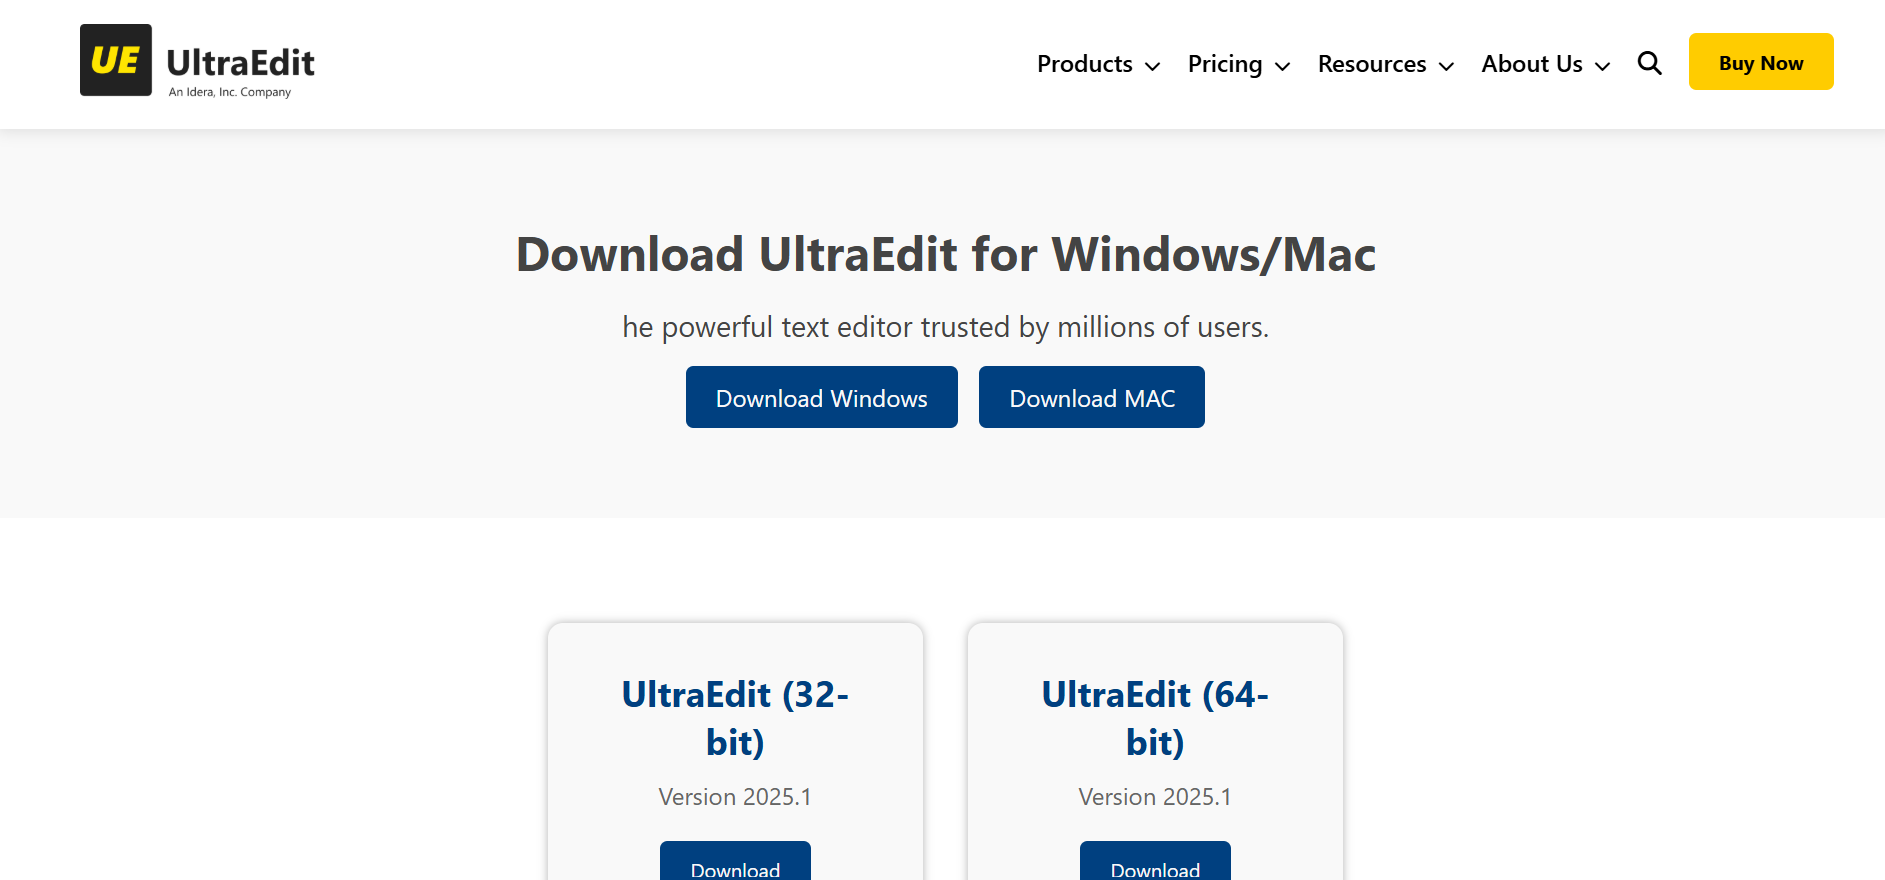 UE
UltraEdit
An Idera, Inc. Company
Products
Pricing
Resources
About Us
Buy Now
Download UltraEdit for Windows/Mac
he powerful text editor trusted by millions of users.
Download Windows
Download MAC
UltraEdit (32-
bit)
Version 2025.1
Download
UltraEdit (64-
bit)
Version 2025.1
Download